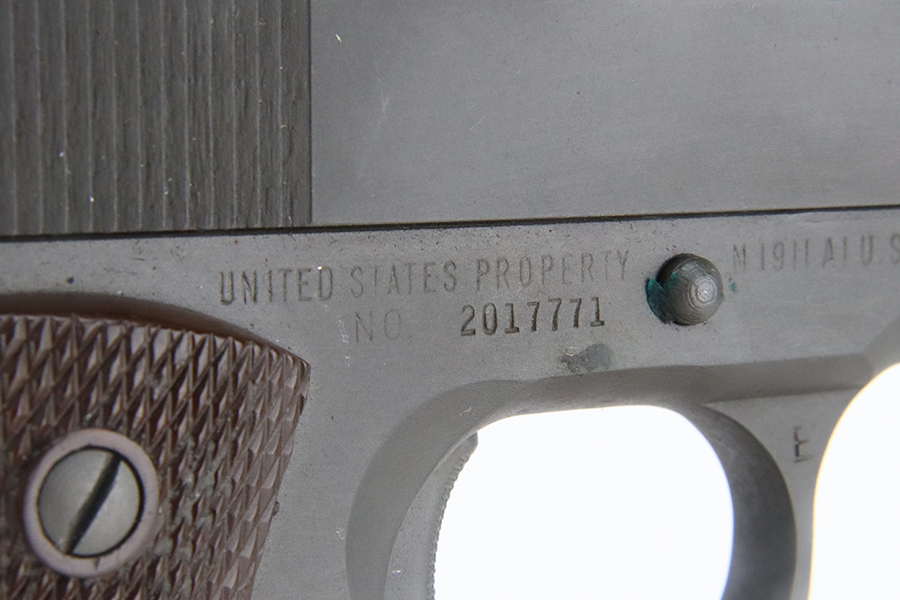 UNITED STATES PROPERTY M1911A1 U.S
NO. 2017771
E